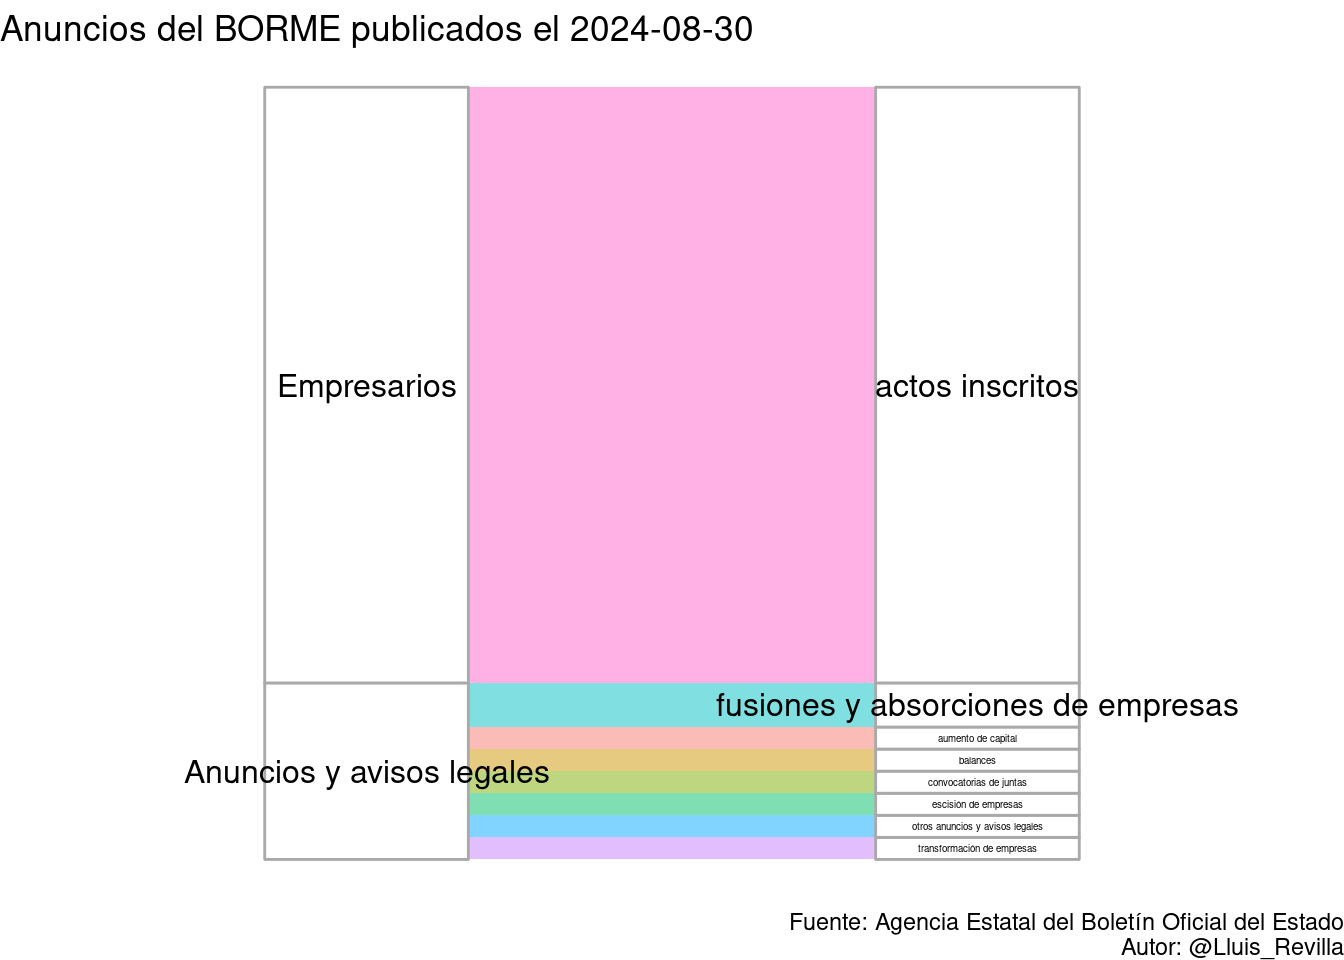 Anuncios del BORME publicados el 2024-08-30
Empresarios
actos inscritos
fusiones y absorciones de empresas
aumento de capital
balances
Anuncios y avisos legales
convocatorias de juntas
escisión de empresas
otros anuncios y avisos legales
transformación de empresas
Fuente: Agencia Estatal del Boletín Oficial del Estado
Autor: @Lluis_Revilla